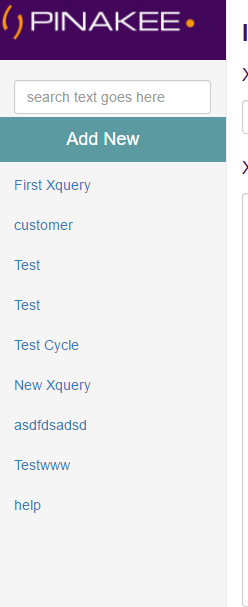 PINAKEE
search text goes here
Add New
First Xquery
customer
Test
Test
Test Cycle
New Xquery
asdfdsadsd
Testwww
help